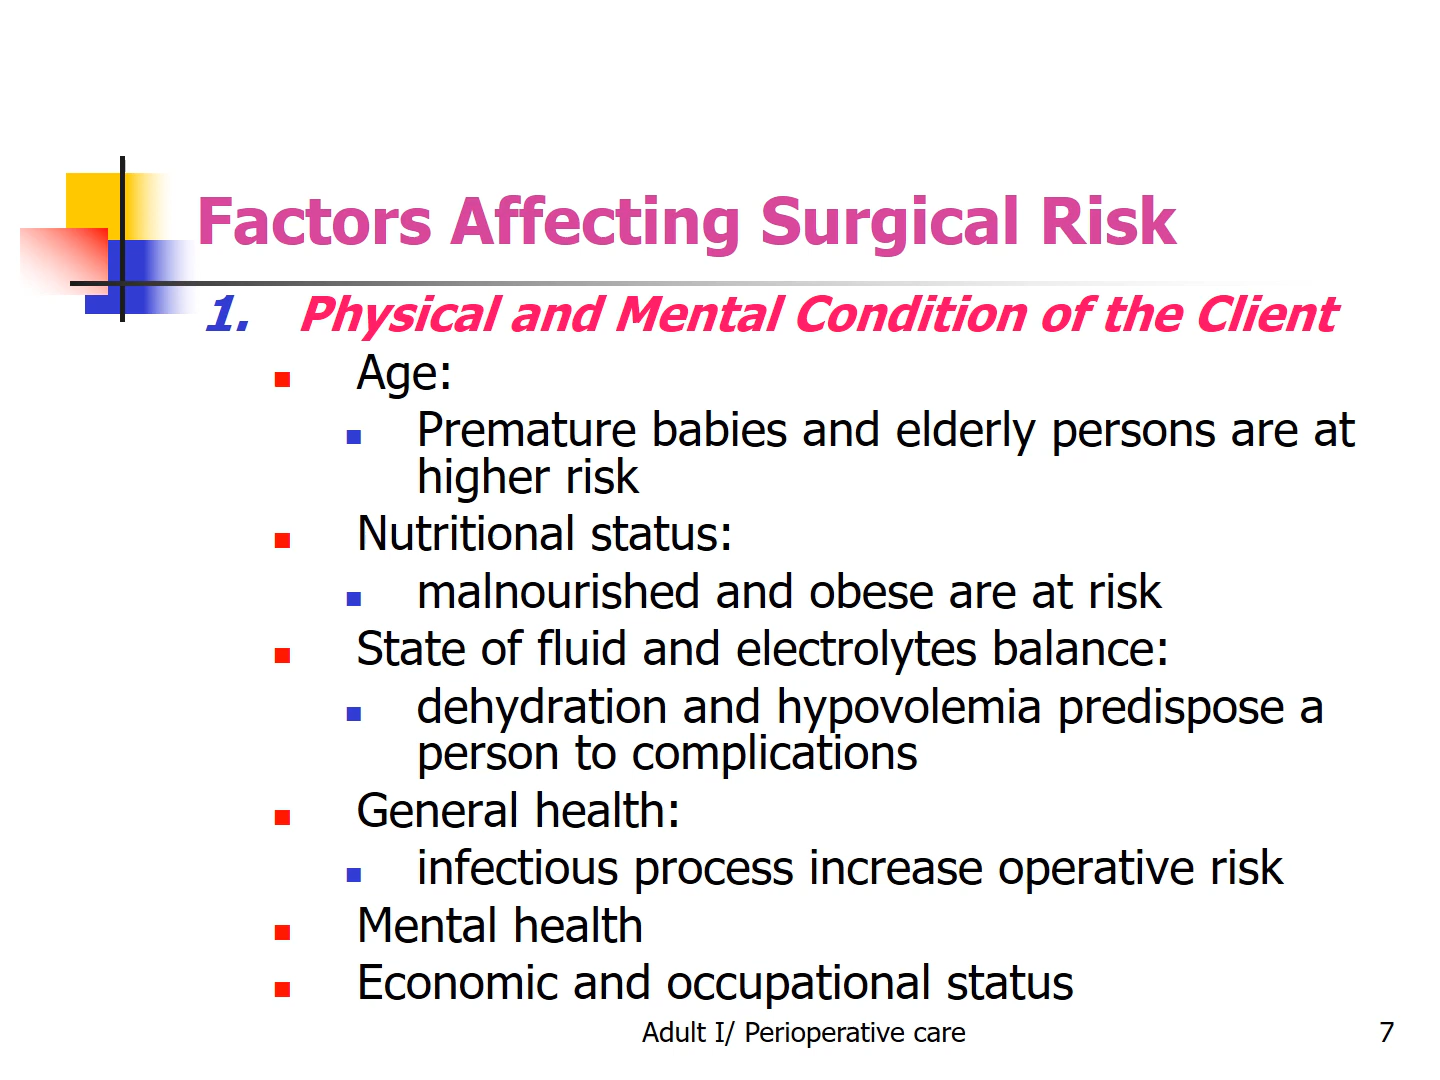 Factors Affecting Surgical Risk
1. Physical and Mental Condition of the Client
Age:
Premature babies and elderly persons are at
higher risk
Nutritional status:
malnourished and obese are at risk
State of fluid and electrolytes balance:
dehydration and hypovolemia predispose a
person to complications
General health:
infectious process increase operative risk
Mental health
Economic and occupational status
Adult I/ Perioperative care 7